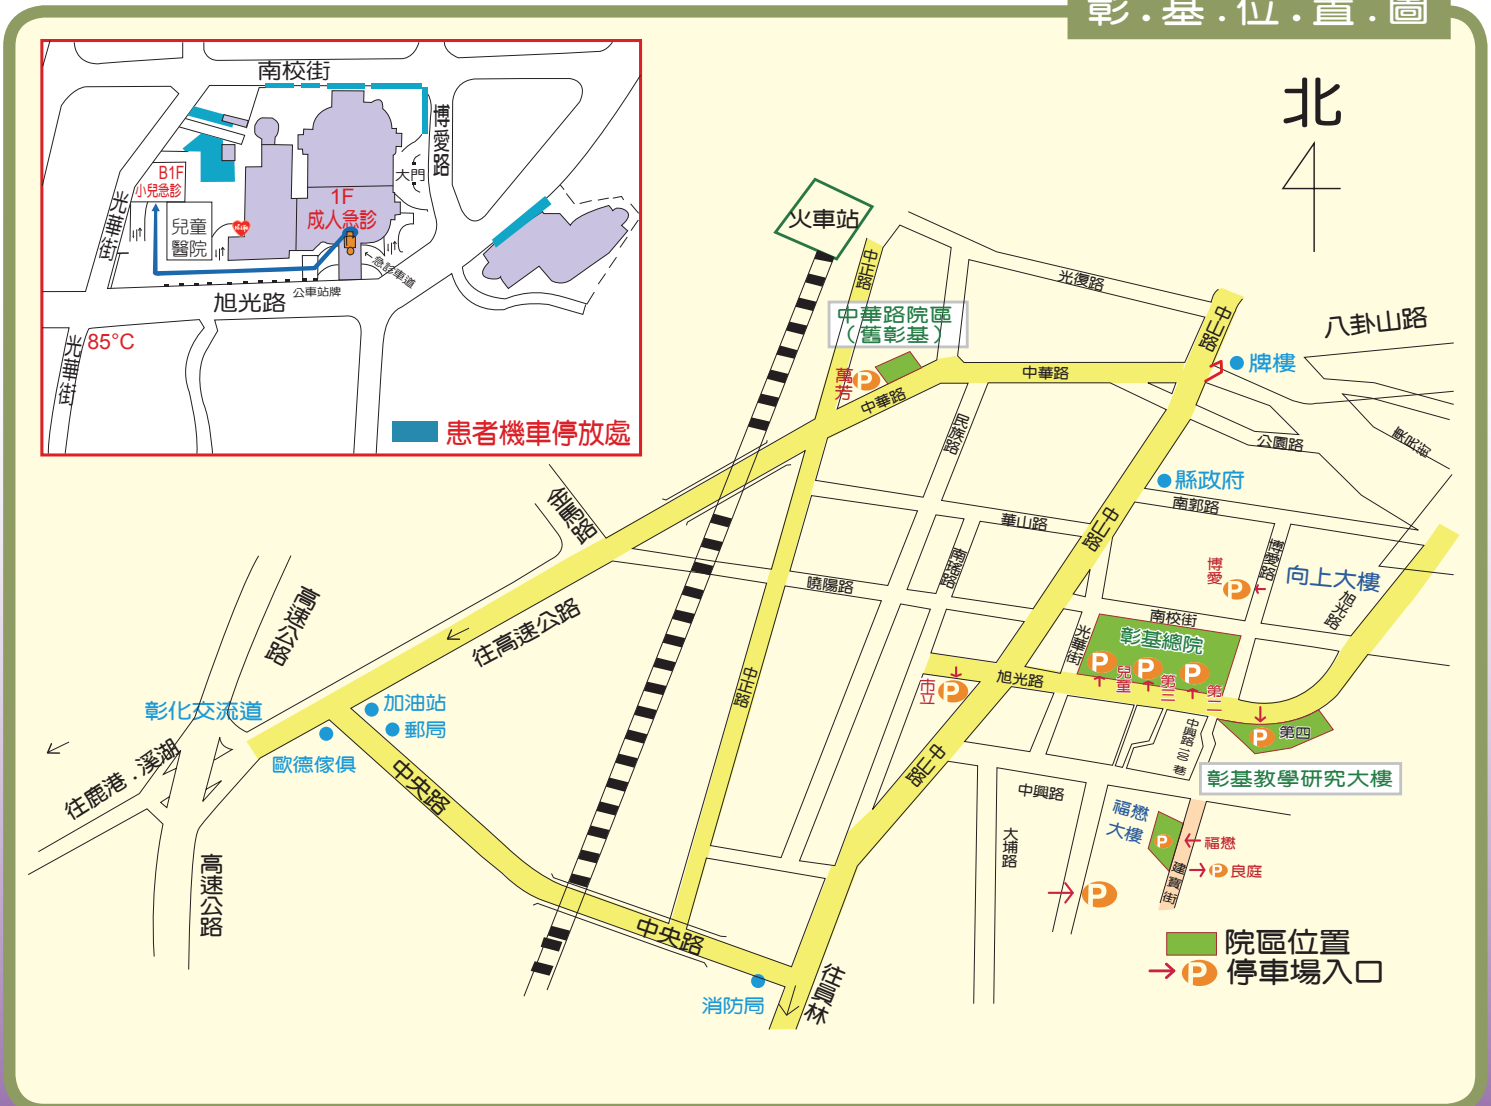 彰.基.位.置.圖
北
南校街
博愛路
大門
B1F
小兒急診
1F
成人急診
光華街
兒童
醫院
←急診車道
公車站牌
旭光路
85°C
光華街
患者機車停放處
火車站
中正路
光復路
中華路院區
(舊彰基)
萬芳
P
中華路
中華路
中山路
牌樓
八卦山路
公園路
民族路
縣政府
南郭路
華山路
中山路
南瑤路
曉陽路
博愛路
博愛
P
向上大樓
旭光路
南校街
光華街
彰基總院
P
P
P
兒童
第三
第二
旭光路
市立
P
P
第四
中興路100巷
彰基教學研究大樓
金馬路
往高速公路
高速公路
彰化交流道
加油站
郵局
歐德傢俱
往鹿港.溪湖
中央路
中正路
中山路
中興路
大埔路
福懋
大樓
P
福懋
P
良庭
建寶街
P
高速公路
中央路
消防局
往員林
院區位置
P
停車場入口